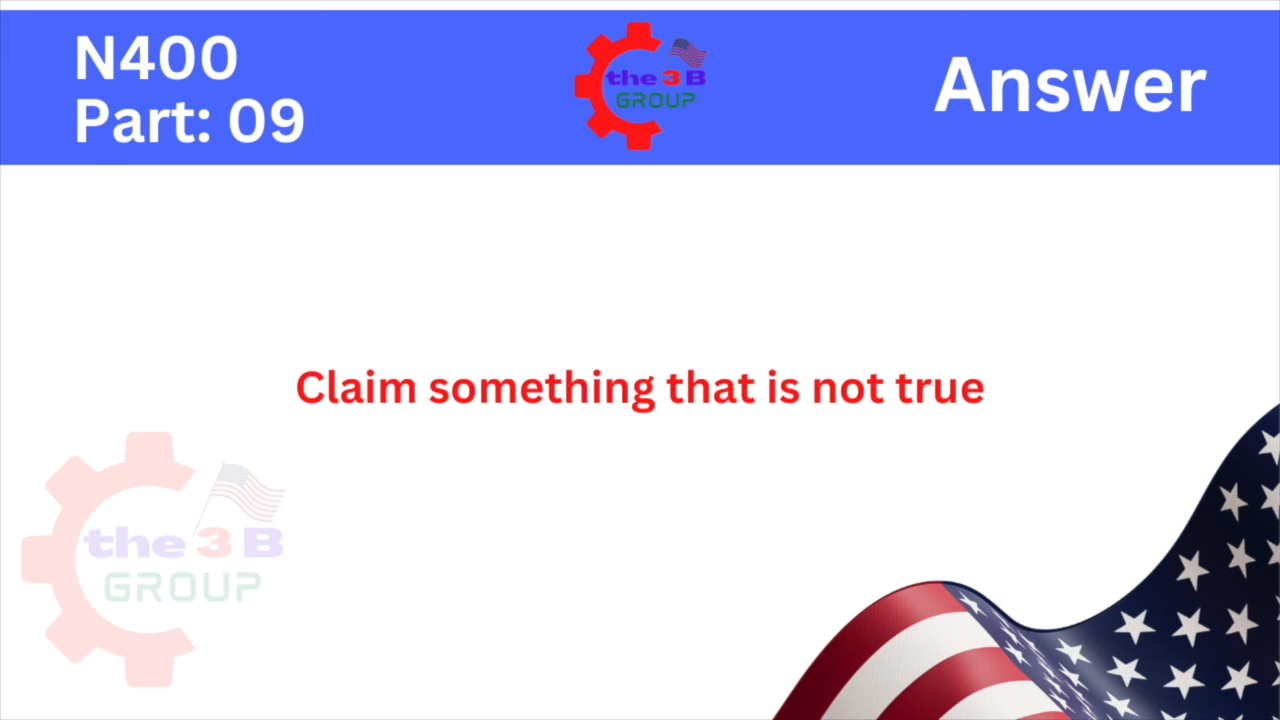 N400
Part: 09
the 3 B
GROUP
Answer
Claim something that is not true
the 3 B
GROUP